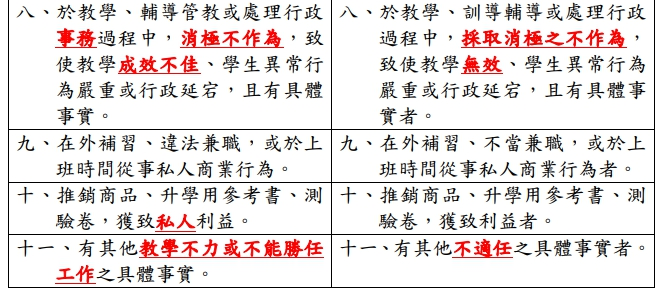 八、於教學、輔導管教或處理行政
事務過程中，消極不作為，致
使教學成效不佳、學生異常行
為嚴重或行政延宕，且有具體
事實。
八、於教學、訓導輔導或處理行政
過程中，採取消極之不作為，
致使教學無效、學生異常行為
嚴重或行政延宕，且有具體事
實者。
九、在外補習、違法兼職，或於上
班時間從事私人商業行為。
九、在外補習、不當兼職，或於上
班時間從事私人商業行為者。
十、推銷商品、升學用參考書、測
驗卷，獲致私人利益。
十、推銷商品、升學用參考書、測
驗卷，獲致利益者。
十一、有其他教學不力或不能勝任
工作之具體事實。
十一、有其他不適任之具體事實者。